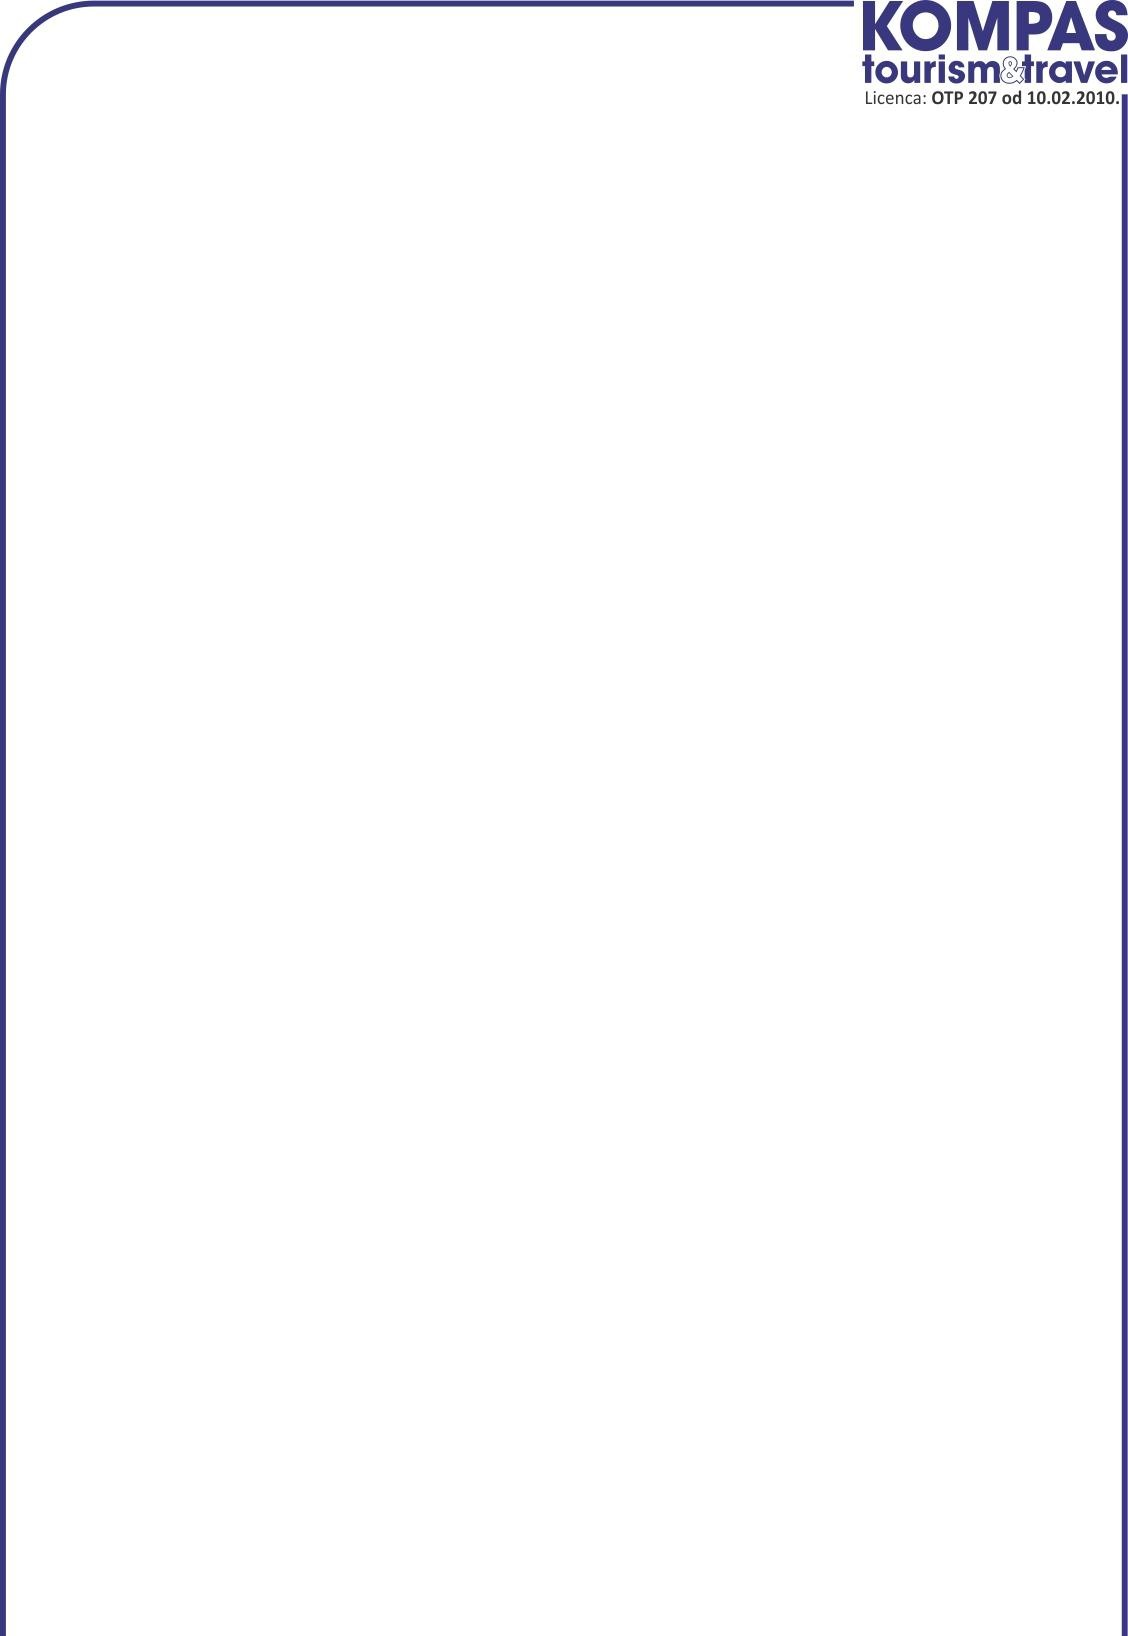 KOMPAS
tourism&travel
Licenca: OTP 207 od 10.02.2010.